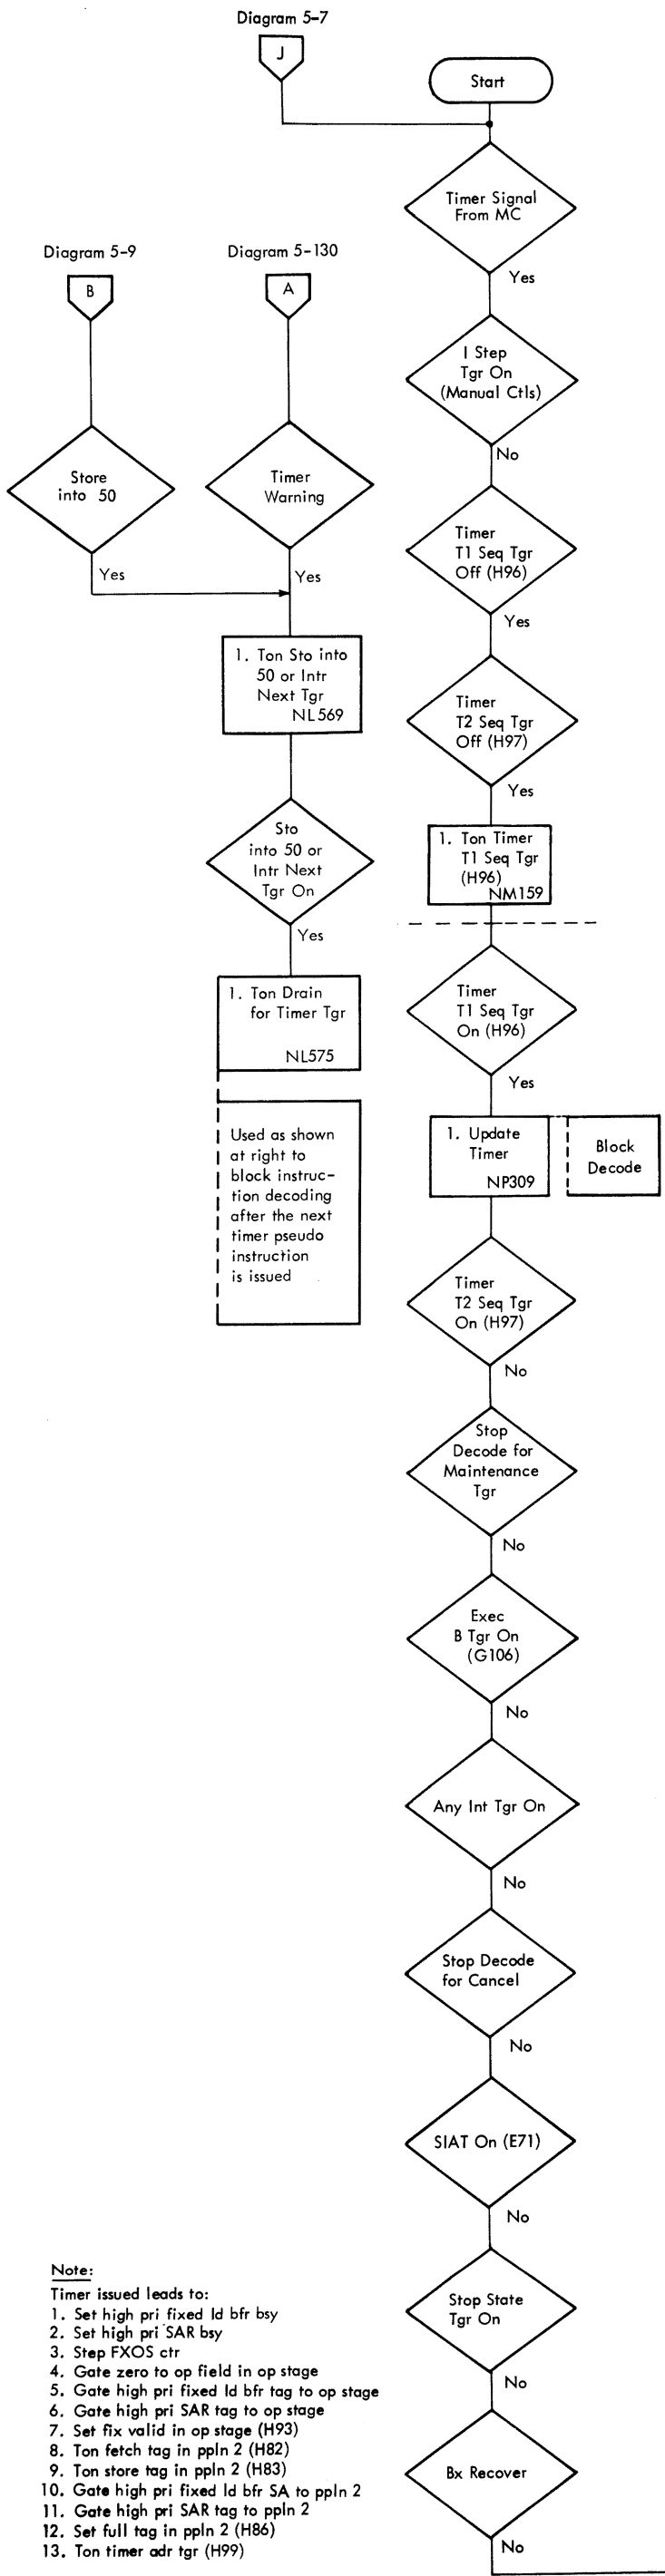 Diagram 5-7
J
Start
Timer Signal
From MC
Yes
Diagram 5-9
B
Diagram 5-130
A
I Step
Tgr On
(Manual Ctls)
No
Store
into 50
Yes
Timer
Warning
Yes
Timer
T1 Seq Tgr
Off (H96)
Yes
1. Ton Sto into
50 or Intr
Next Tgr
NL569
Timer
T2 Seq Tgr
Off (H97)
Yes
Sto
into 50 or
Intr Next
Tgr On
Yes
1. Ton Timer
T1 Seq Tgr
(H96)
NM159
1. Ton Drain
for Timer Tgr
NL575
Timer
T1 Seq Tgr
On (H96)
Yes
Used as shown
at right to
block instruc-
tion decoding
after the next
timer pseudo
instruction
is issued
1. Update
Timer
NP309
Block
Decode
Timer
T2 Seq Tgr
On (H97)
No
Stop
Decode for
Maintenance
Tgr
No
Exec
B Tgr On
(G106)
No
Any Int Tgr On
No
Stop Decode
for Cancel
No
SIAT On (E71)
No
Stop State
Tgr On
No
Bx Recover
No
Note:
Timer issued leads to:
1. Set high pri fixed ld bfr bsy
2. Set high pri SAR bsy
3. Step FXOS ctr
4. Gate zero to op field in op stage
5. Gate high pri fixed ld bfr tag to op stage
6. Gate high pri SAR tag to op stage
7. Set fix valid in op stage (H93)
8. Ton fetch tag in ppln 2 (H82)
9. Ton store tag in ppln 2 (H83)
10. Gate high pri fixed ld bfr SA to ppln 2
11. Gate high pri SAR tag to ppln 2
12. Set full tag in ppln 2 (H86)
13. Ton timer adr tgr (H99)